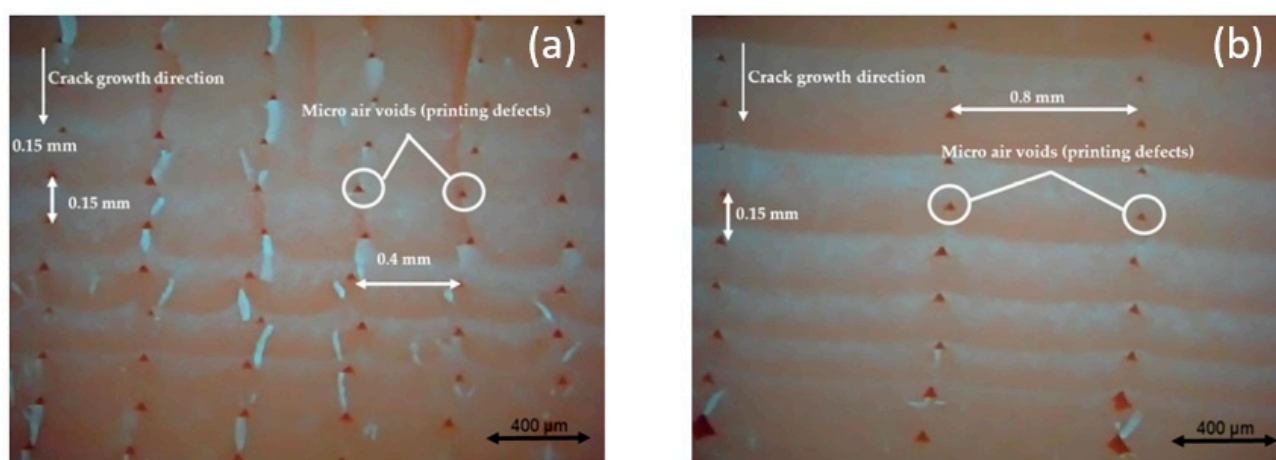 (a)
Crack growth direction
Micro air voids (printing defects)
0.15 mm
0.15 mm
0.4 mm
400 µm
(b)
Crack growth direction
0.8 mm
Micro air voids (printing defects)
0.15 mm
400 µm